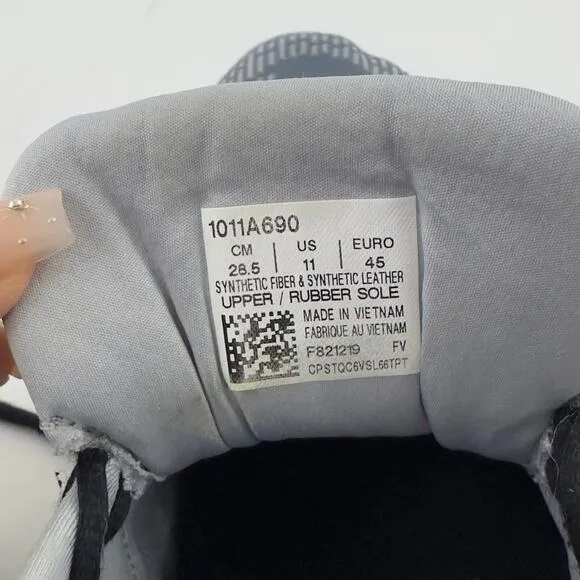 1011A690
CM | US | EURO
28.5 | 11 | 45
SYNTHETIC FIBER & SYNTHETIC LEATHER
UPPER / RUBBER SOLE
MADE IN VIETNAM
FABRIQUE AU VIETNAM
F821219 FV
CPSTQC6VSL66TPT